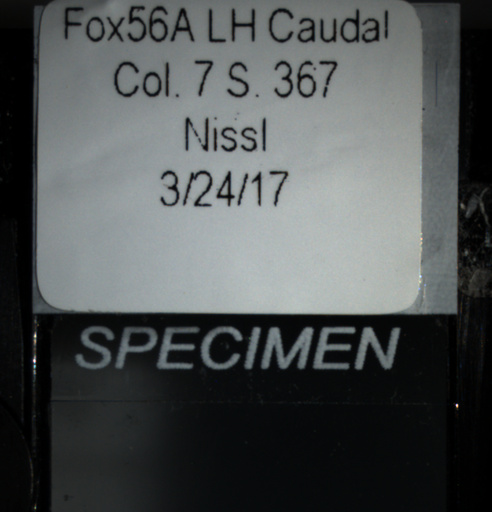 Fox56A LH Caudal
Col. 7 S. 367
Nissl
3/24/17
SPECIMEN